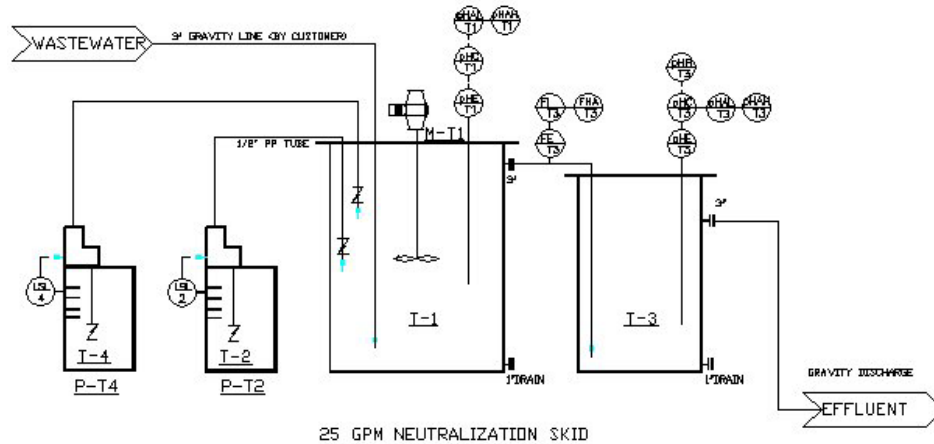 WASTEWATER
3" GRAVITY LINE (BY CUSTOMER)
pHAL
T1
pHAH
T1
pHC
T1
pHE
T1
pHR
T3
pHC
T3
pHAL
T3
pHAH
T3
pHE
T3
FI
T3
FHA
T3
FE
T3
M-T1
1/2" PP TUBE
3"
3"
LSL
4
LSL
2
T-4
T-2
T-1
T-3
P-T4
P-T2
1"DRAIN
1"DRAIN
GRAVITY DISCHARGE
EFFLUENT
25 GPM NEUTRALIZATION SKID